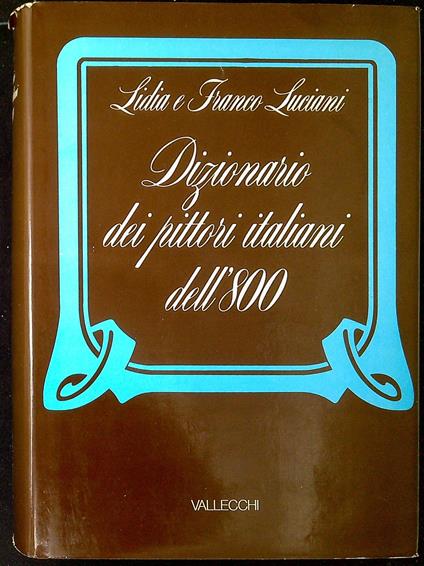 Lidia e Franco Luciani
Dizionario
dei pittori italiani
dell'800
VALLECCHI